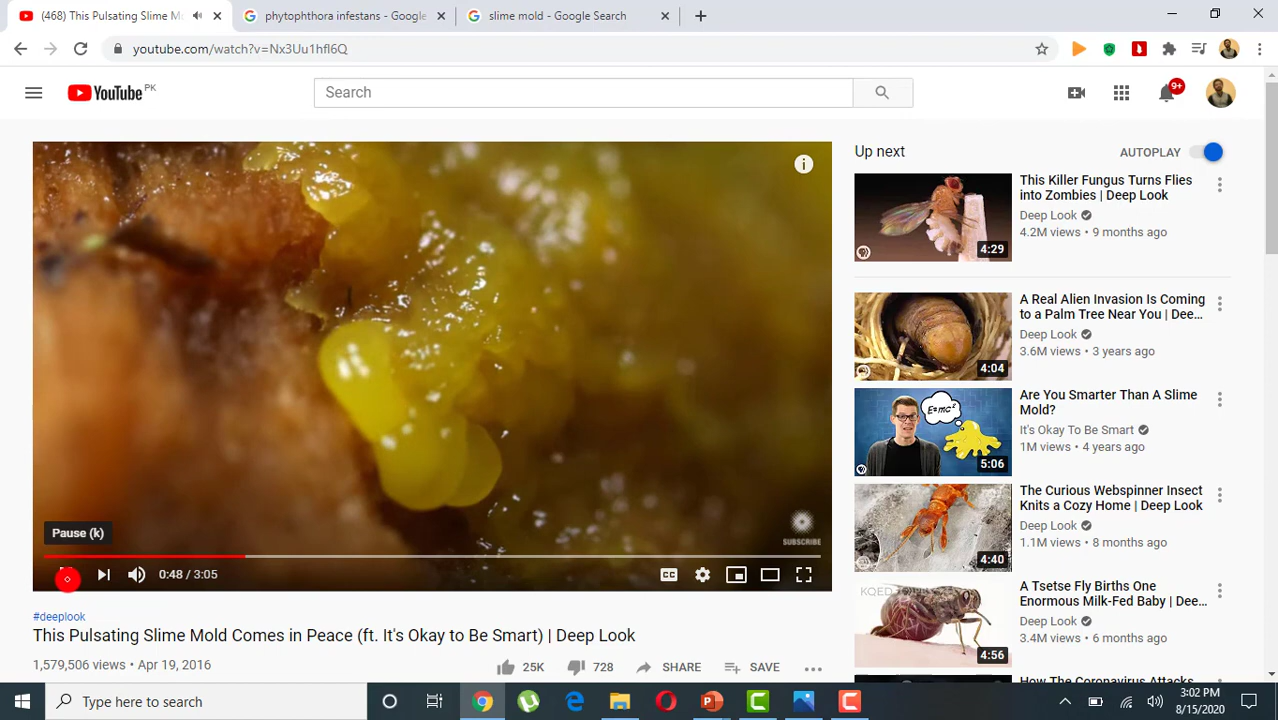 (468) This Pulsating Slime M
phytophthora infestans - Google
slime mold - Google Search
youtube.com/watch?v=Nx3Uu1hfl6Q
YouTube PK
Search
9+
Up next
AUTOPLAY
This Killer Fungus Turns Flies
into Zombies | Deep Look
Deep Look
4.2M views • 9 months ago
4:29
A Real Alien Invasion Is Coming
to a Palm Tree Near You | Dee...
Deep Look
3.6M views • 3 years ago
4:04
Are You Smarter Than A Slime
Mold?
It's Okay To Be Smart
1M views • 4 years ago
E=mc²
5:06
The Curious Webspinner Insect
Knits a Cozy Home | Deep Look
Deep Look
1.1M views • 8 months ago
4:40
A Tsetse Fly Births One
Enormous Milk-Fed Baby | Dee...
Deep Look
3.4M views • 6 months ago
KQED
4:56
How The Coronavirus Attacks
Pause (k)
SUBSCRIBE
0:48 / 3:05
CC
#deeplook
This Pulsating Slime Mold Comes in Peace (ft. It's Okay to Be Smart) | Deep Look
1,579,506 views • Apr 19, 2016
25K
728
SHARE
SAVE
Type here to search
3:02 PM
8/15/2020